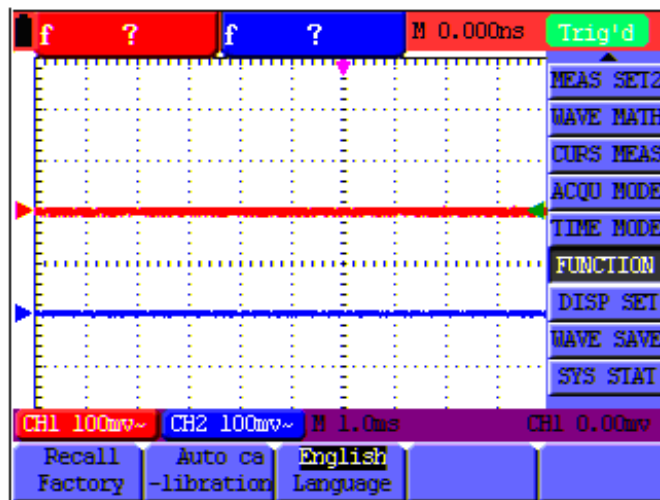 f ? f ? M 0.000ns Trig'd
MEAS SET2
WAVE MATH
CURS MEAS
ACQU MODE
TIME MODE
FUNCTION
DISP SET
WAVE SAVE
SYS STAT
CH1 100mv~ CH2 100mv~ M 1.0ms CH1 0.00mv
Recall Auto ca English
Factory -libration Language